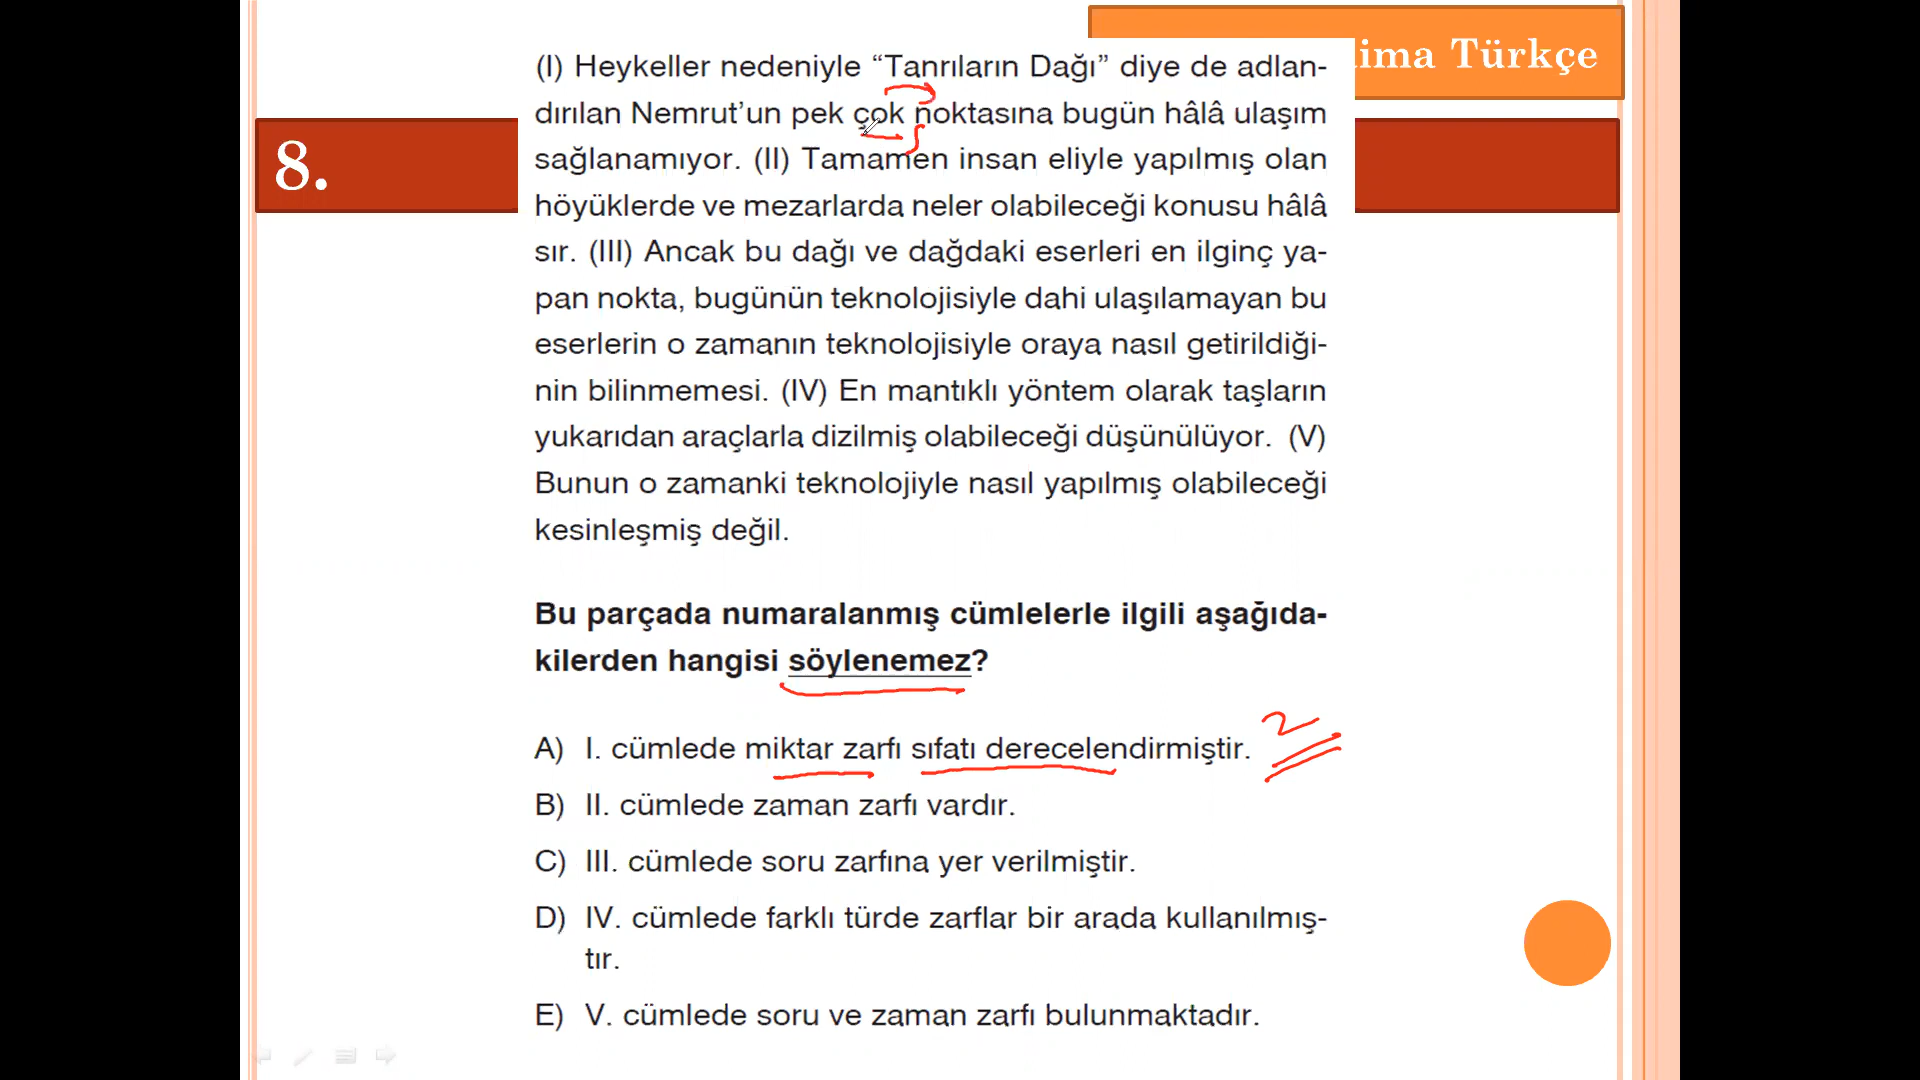 ima Türkçe
8.
(I) Heykeller nedeniyle “Tanrıların Dağı” diye de adlan-
dırılan Nemrut’un pek çok noktasına bugün hâlâ ulaşım
sağlanamıyor. (II) Tamamen insan eliyle yapılmış olan
höyüklerde ve mezarlarda neler olabileceği konusu hâlâ
sır. (III) Ancak bu dağı ve dağdaki eserleri en ilginç ya-
pan nokta, bugünün teknolojisiyle dahi ulaşılamayan bu
eserlerin o zamanın teknolojisiyle oraya nasıl getirildiği-
nin bilinmemesi. (IV) En mantıklı yöntem olarak taşların
yukarıdan araçlarla dizilmiş olabileceği düşünülüyor. (V)
Bunun o zamanki teknolojiyle nasıl yapılmış olabileceği
kesinleşmiş değil.
Bu parçada numaralanmış cümlelerle ilgili aşağıda-
kilerden hangisi söylenemez?
A) I. cümlede miktar zarfı sıfatı derecelendirmiştir.
B) II. cümlede zaman zarfı vardır.
C) III. cümlede soru zarfına yer verilmiştir.
D) IV. cümlede farklı türde zarflar bir arada kullanılmış-
tır.
E) V. cümlede soru ve zaman zarfı bulunmaktadır.